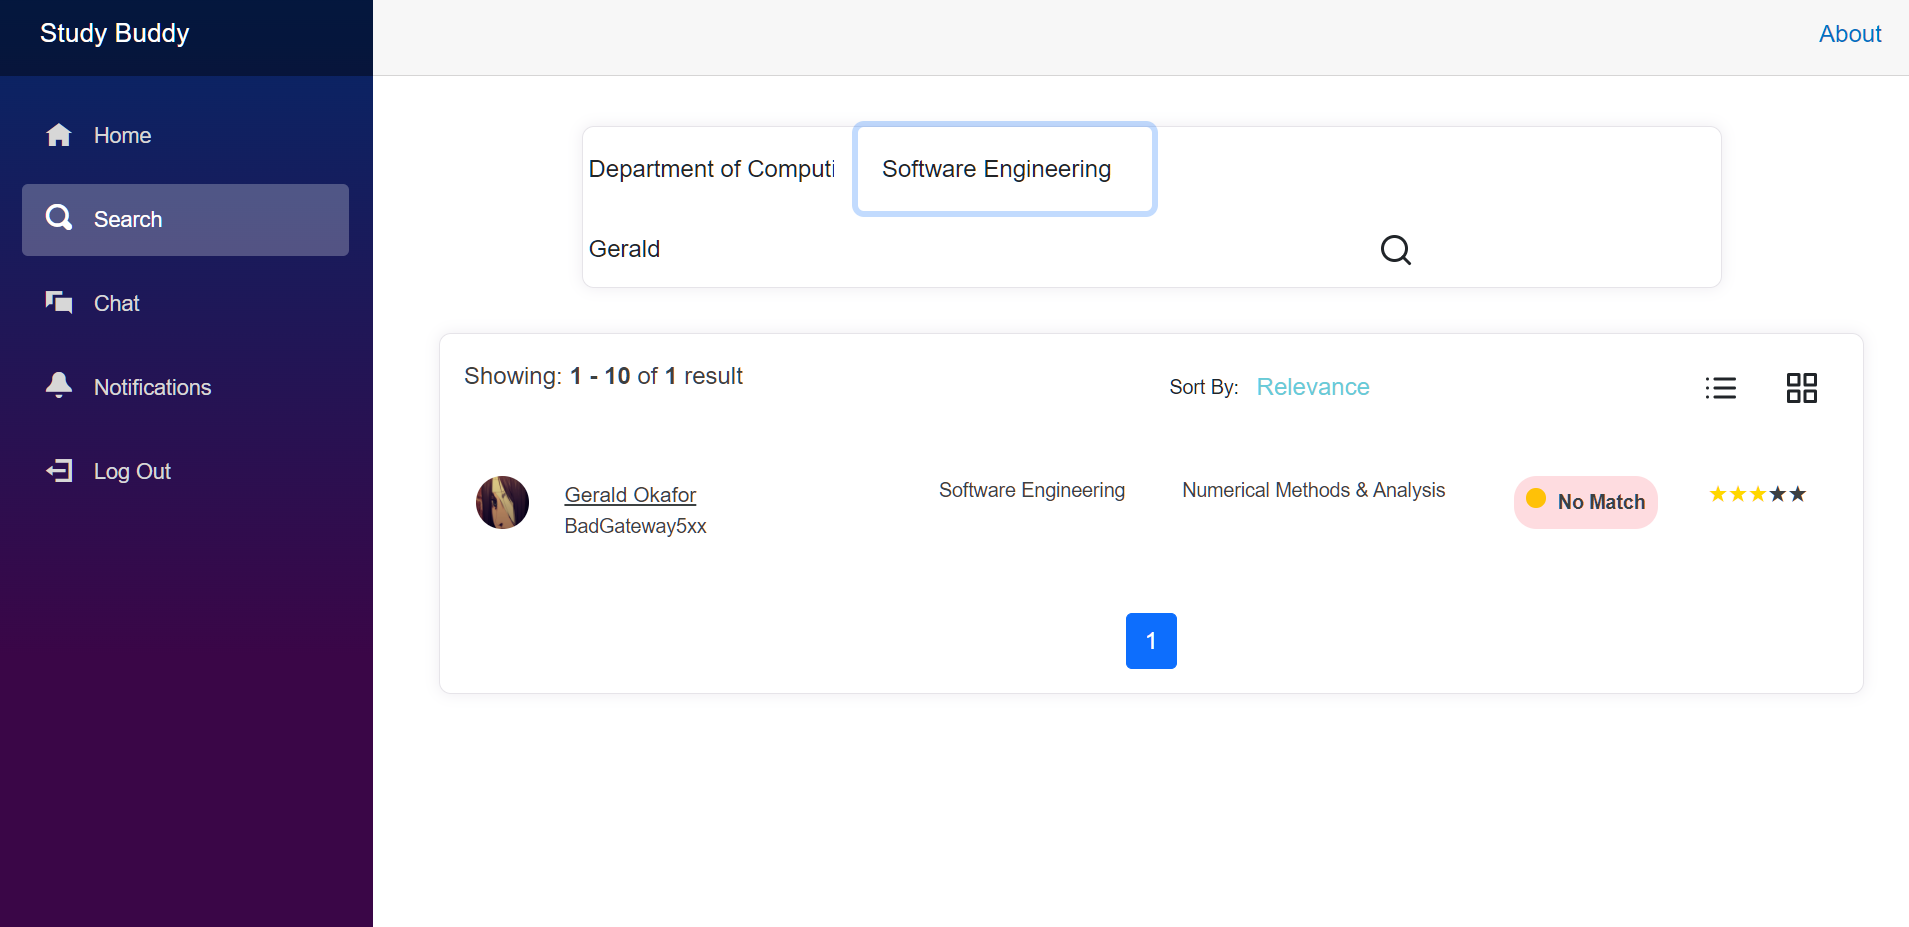 Study Buddy
About
Home
Search
Chat
Notifications
Log Out
Department of Computi
Software Engineering
Gerald
Showing: 1 - 10 of 1 result
Sort By: Relevance
Gerald Okafor
BadGateway5xx
Software Engineering
Numerical Methods & Analysis
No Match
1